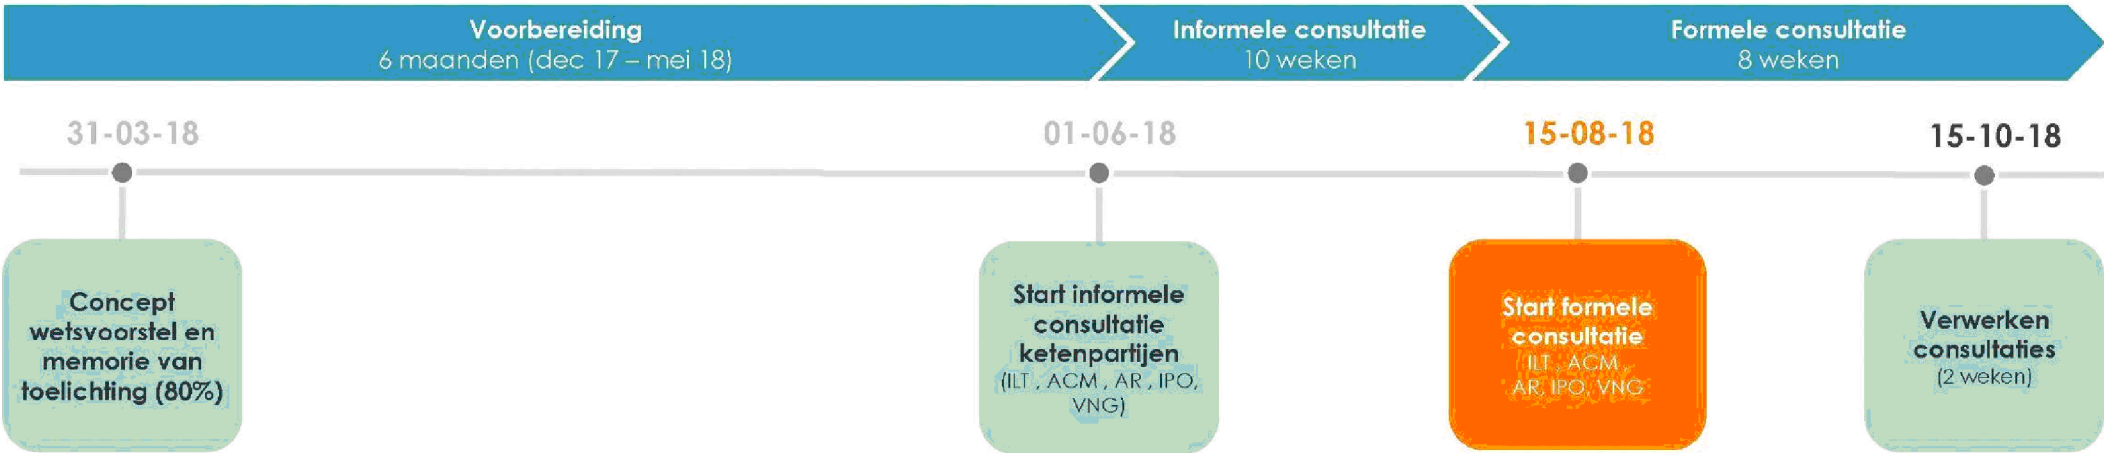 Voorbereiding
6 maanden (dec 17 – mei 18)
Informele consultatie
10 weken
Formele consultatie
8 weken
31-03-18
01-06-18
15-08-18
15-10-18
Concept
wetsvoorstel en
memorie van
toelichting (80%)
Start informele
consultatie
ketenpartijen
(ILT , ACM , AR , IPO,
VNG)
Start formele
consultatie
ILT , ACM ,
AR, IPO, VNG
Verwerken
consultaties
(2 weken)